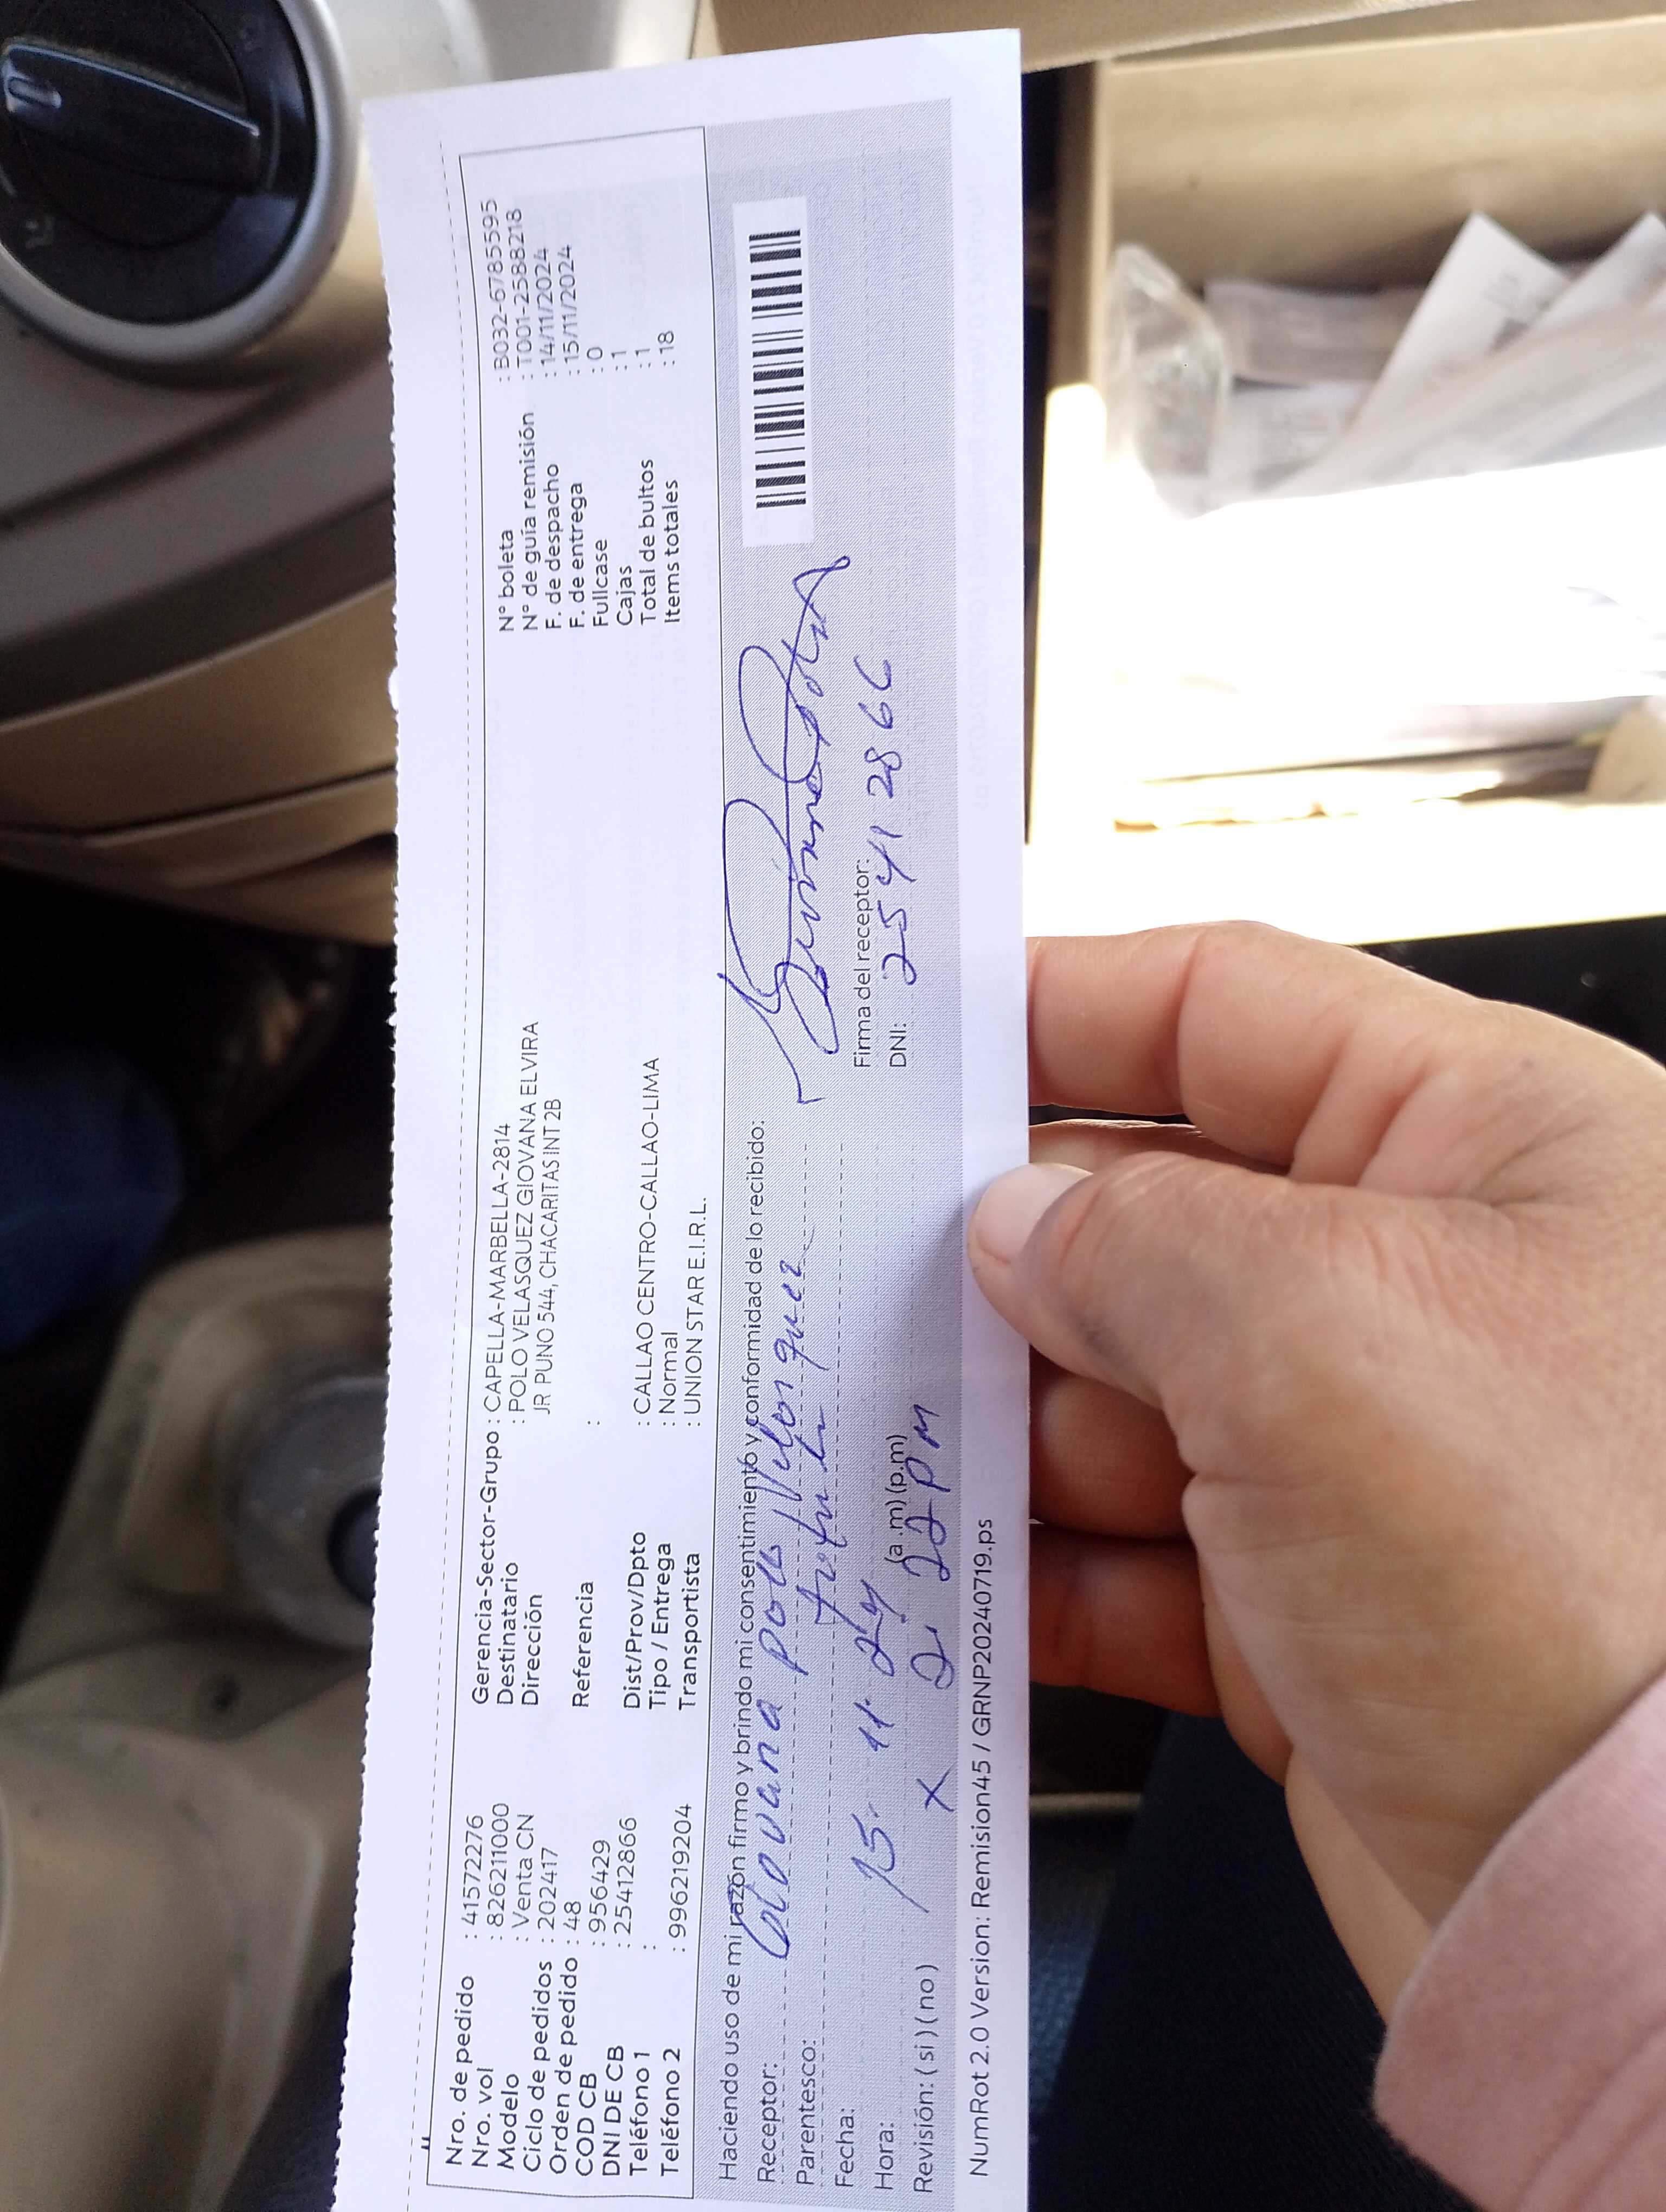 Nro. de pedido : 41572276
Nro. vol : 826211000
Modelo : Venta CN
Ciclo de pedidos : 202417
Orden de pedido : 48
COD CB : 956429
DNI DE CB : 25412866
Teléfono 1 :
Teléfono 2 : 996219204
Gerencia-Sector-Grupo : CAPELLA-MARBELLA-2814
Destinatario : POLO VELASQUEZ GIOVANA ELVIRA
Dirección JR PUNO 544, CHACARITAS INT 2B
Referencia :
Dist/Prov/Dpto : CALLAO CENTRO-CALLAO-LIMA
Tipo / Entrega : Normal
Transportista : UNION STAR E.I.R.L.
N° boleta : B032-67855595
N° de guía remisión : T001-25888218
F. de despacho : 14/11/2024
F. de entrega : 15/11/2024
Fullcase : 0
Cajas : 1
Total de bultos : 1
Items totales : 18
Haciendo uso de mi razón firmo y brindo mi consentimiento y conformidad de lo recibido:
Receptor: Giovana Polo Velasquez
Parentesco: Titular
Fecha: 15. 11. 24
Hora: (a.m) (p.m) 2:22 PM
Revisión: ( si ) ( no ) X
Firma del receptor:
DNI: 25412866
NumRot 2.0 Version: Remision45 / GRNP20240719.ps